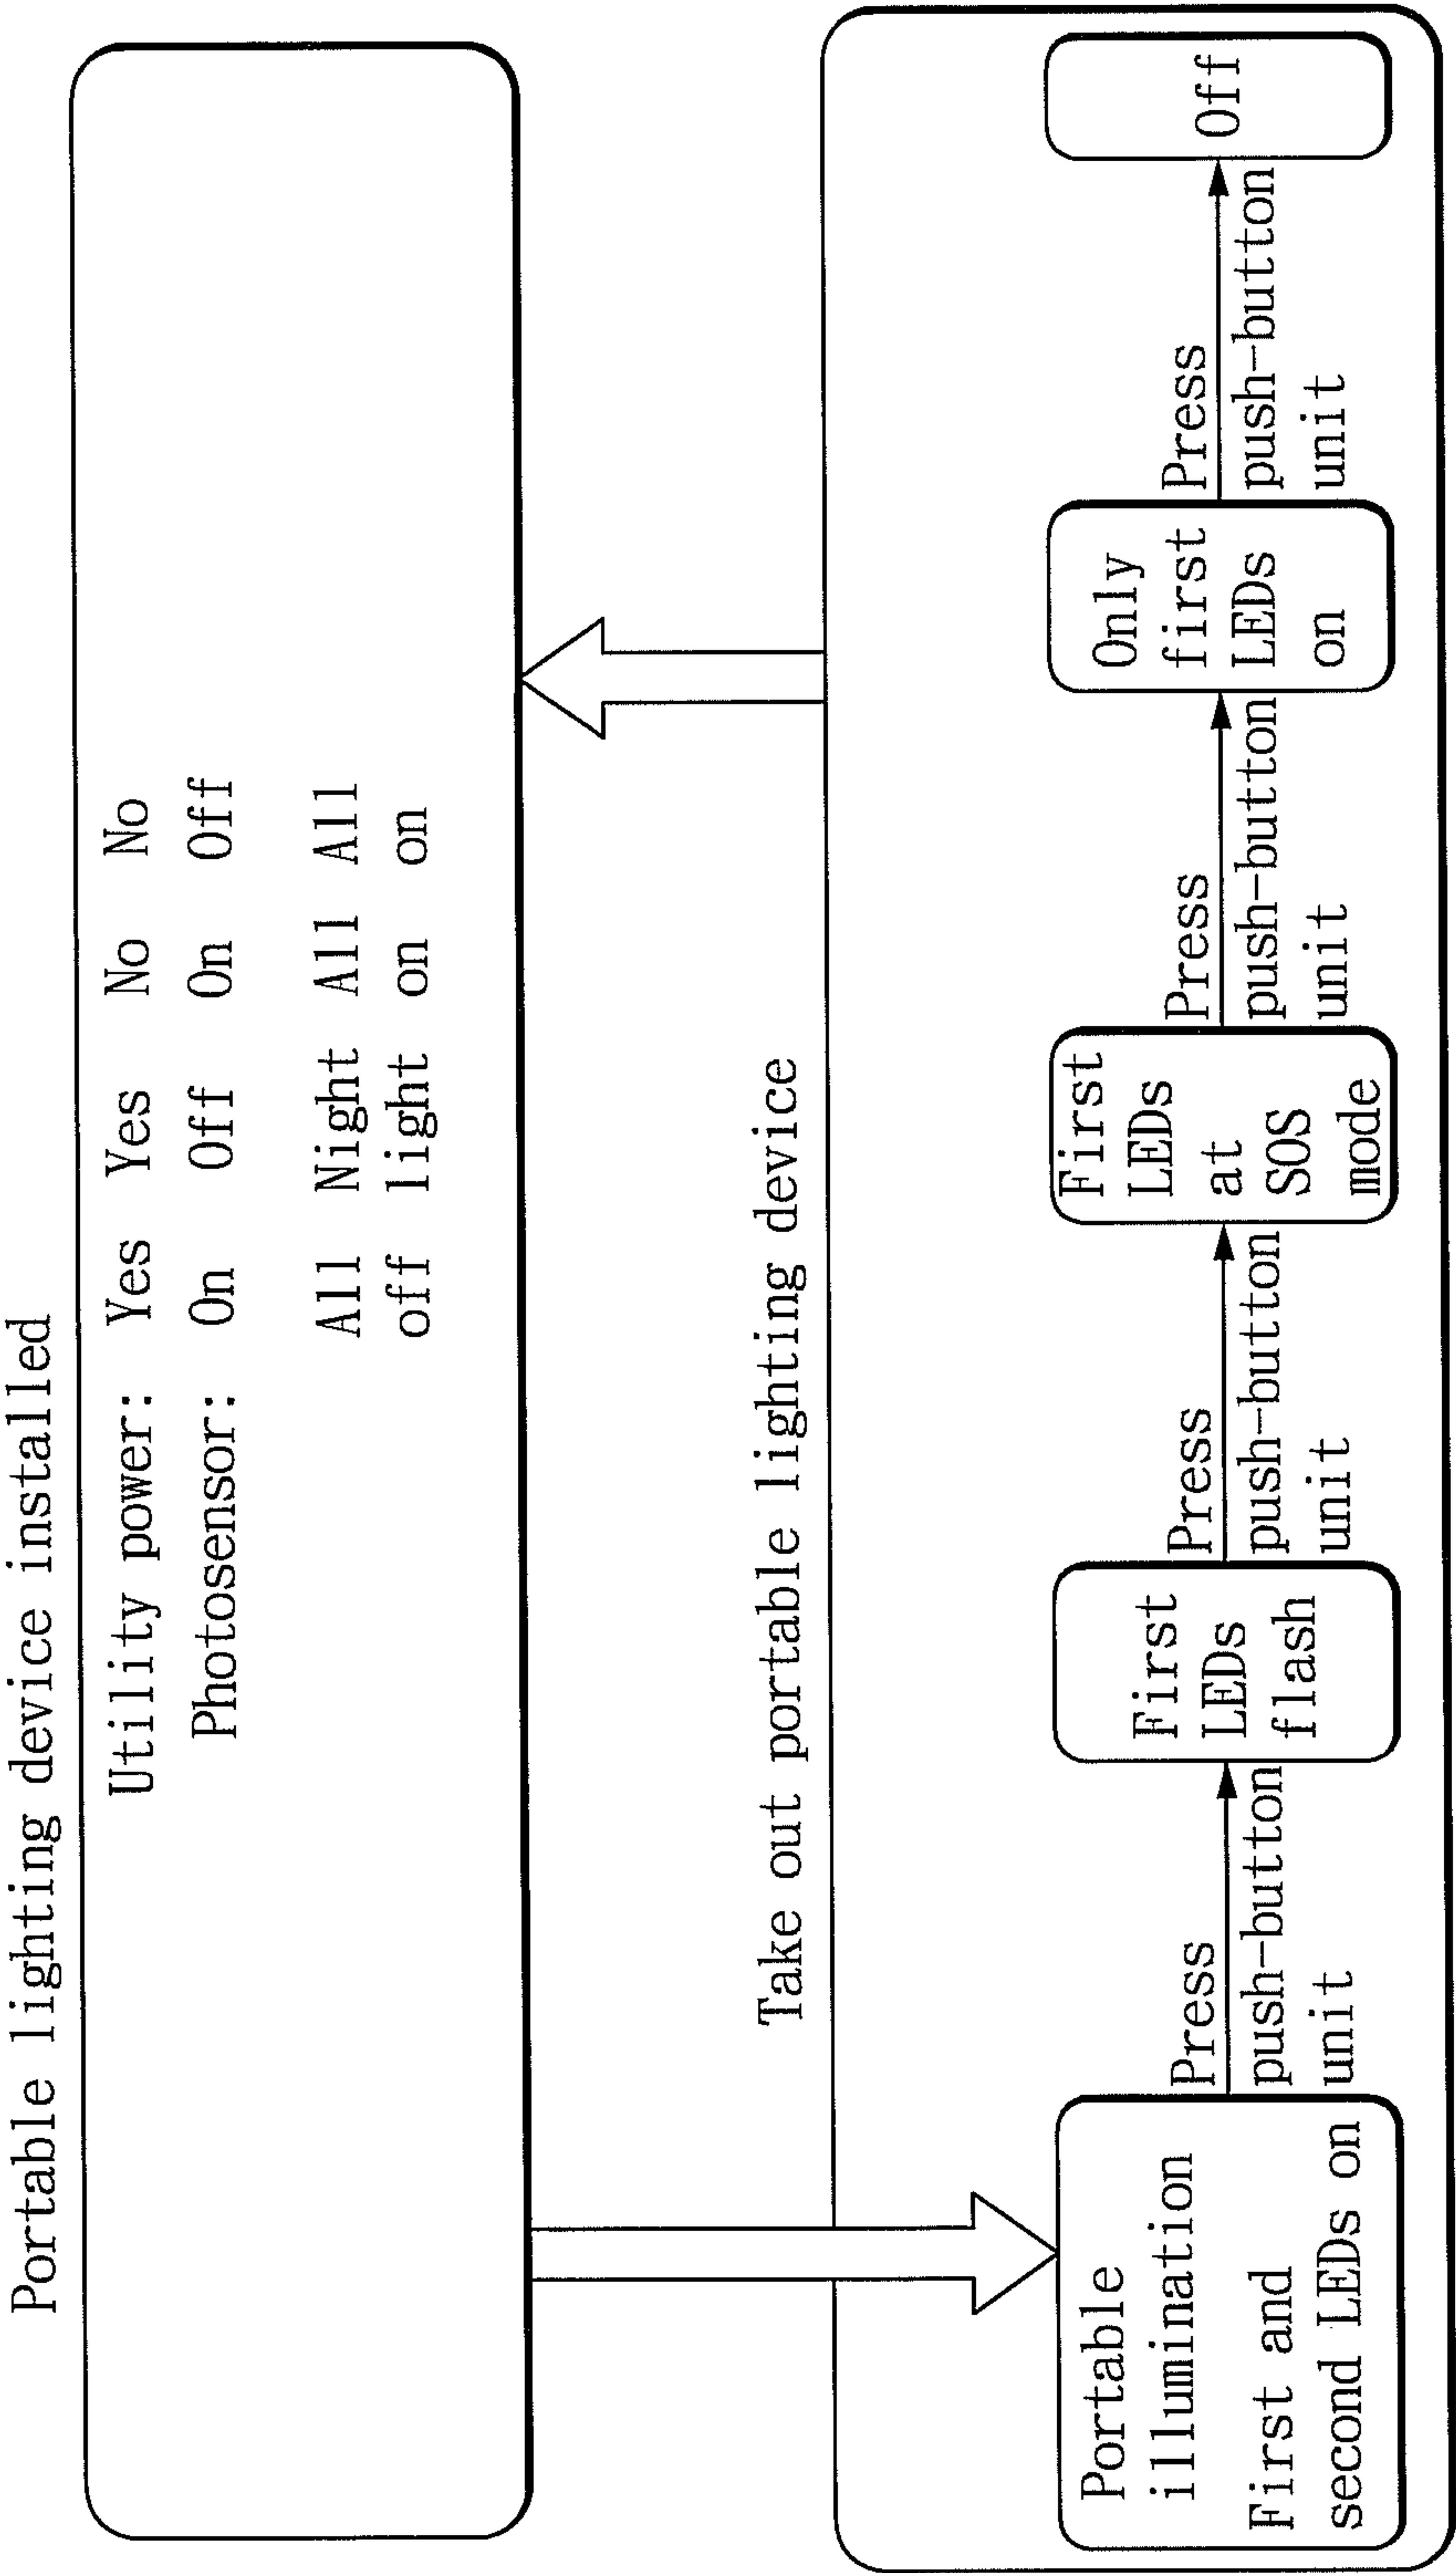 Portable lighting device installed
Utility power: Yes Yes No No
Photosensor: On Off On Off
All Night All All
off light on on
Take out portable lighting device
Portable
illumination
First and
second LEDs on
Press
push-button
unit
First
LEDs
flash
Press
push-button
unit
First
LEDs
at
SOS
mode
Press
push-button
unit
Only
first
LEDs
on
Press
push-button
unit
Off